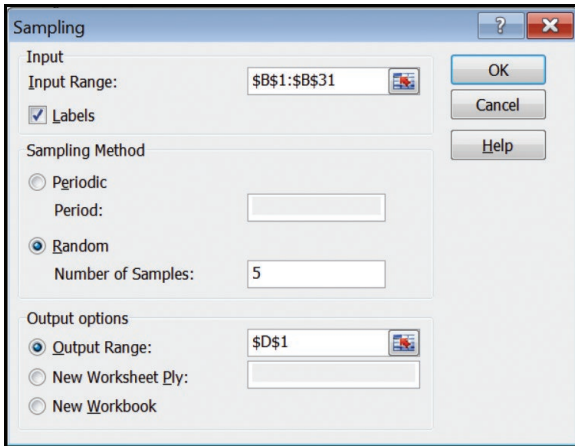 Sampling
Input
Input Range: $B$1:$B$31
Labels
Sampling Method
Periodic
Period:
Random
Number of Samples: 5
Output options
Output Range: $D$1
New Worksheet Ply:
New Workbook
OK
Cancel
Help